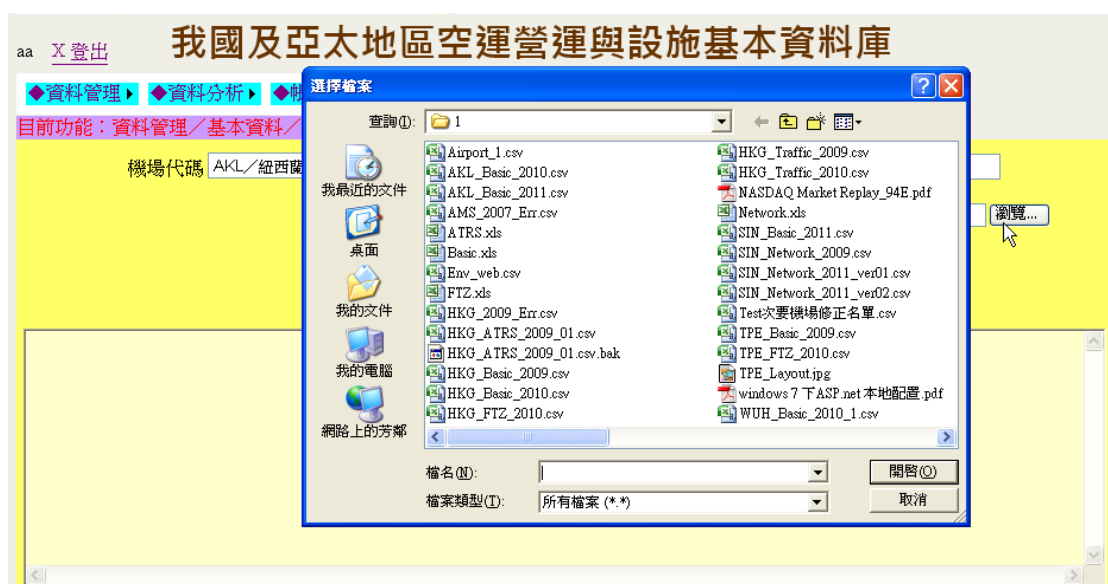 我國及亞太地區空運營運與設施基本資料庫
aa X 登出
◆資料管理 ◆資料分析 ◆
目前功能：資料管理／基本資料／
機場代碼 AKL／紐西蘭
瀏覽...
選擇檔案
查詢(I): 1
我最近的文件
桌面
我的文件
我的電腦
網路上的芳鄰
Airport_1.csv
AKL_Basic_2010.csv
AKL_Basic_2011.csv
AMS_2007_Err.csv
ATRS.xls
Basic.xls
Env_web.csv
FTZ.xls
HKG_2009_Err.csv
HKG_ATRS_2009_01.csv
HKG_ATRS_2009_01.csv.bak
HKG_Basic_2009.csv
HKG_Basic_2010.csv
HKG_FTZ_2010.csv
HKG_Traffic_2009.csv
HKG_Traffic_2010.csv
NASDAQ Market Replay_94E.pdf
Network.xls
SIN_Basic_2011.csv
SIN_Network_2009.csv
SIN_Network_2011_ver01.csv
SIN_Network_2011_ver02.csv
Test次要機場修正名單.csv
TPE_Basic_2009.csv
TPE_FTZ_2010.csv
TPE_Layout.jpg
windows 7 下ASP.net 本地配置.pdf
WUH_Basic_2010_1.csv
檔名(N): 開啓(O)
檔案類型(T): 所有檔案 (*.*) 取消